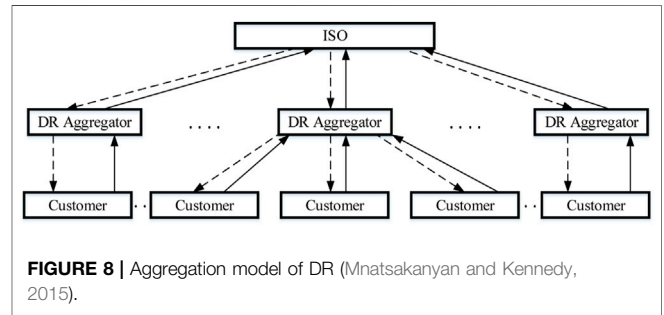 ISO
DR Aggregator .... DR Aggregator .... DR Aggregator
Customer .. Customer Customer Customer .. Customer
FIGURE 8 | Aggregation model of DR (Mnatsakanyan and Kennedy,
2015).